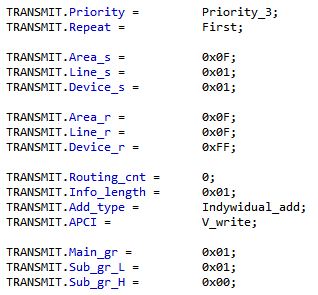 TRANSMIT.Priority = Priority_3;
TRANSMIT.Repeat = First;
TRANSMIT.Area_s = 0x0F;
TRANSMIT.Line_s = 0x01;
TRANSMIT.Device_s = 0x01;
TRANSMIT.Area_r = 0x0F;
TRANSMIT.Line_r = 0x0F;
TRANSMIT.Device_r = 0xFF;
TRANSMIT.Routing_cnt = 0;
TRANSMIT.Info_length = 0x01;
TRANSMIT.Add_type = Indywidual_add;
TRANSMIT.APCI = V_write;
TRANSMIT.Main_gr = 0x01;
TRANSMIT.Sub_gr_L = 0x01;
TRANSMIT.Sub_gr_H = 0x00;